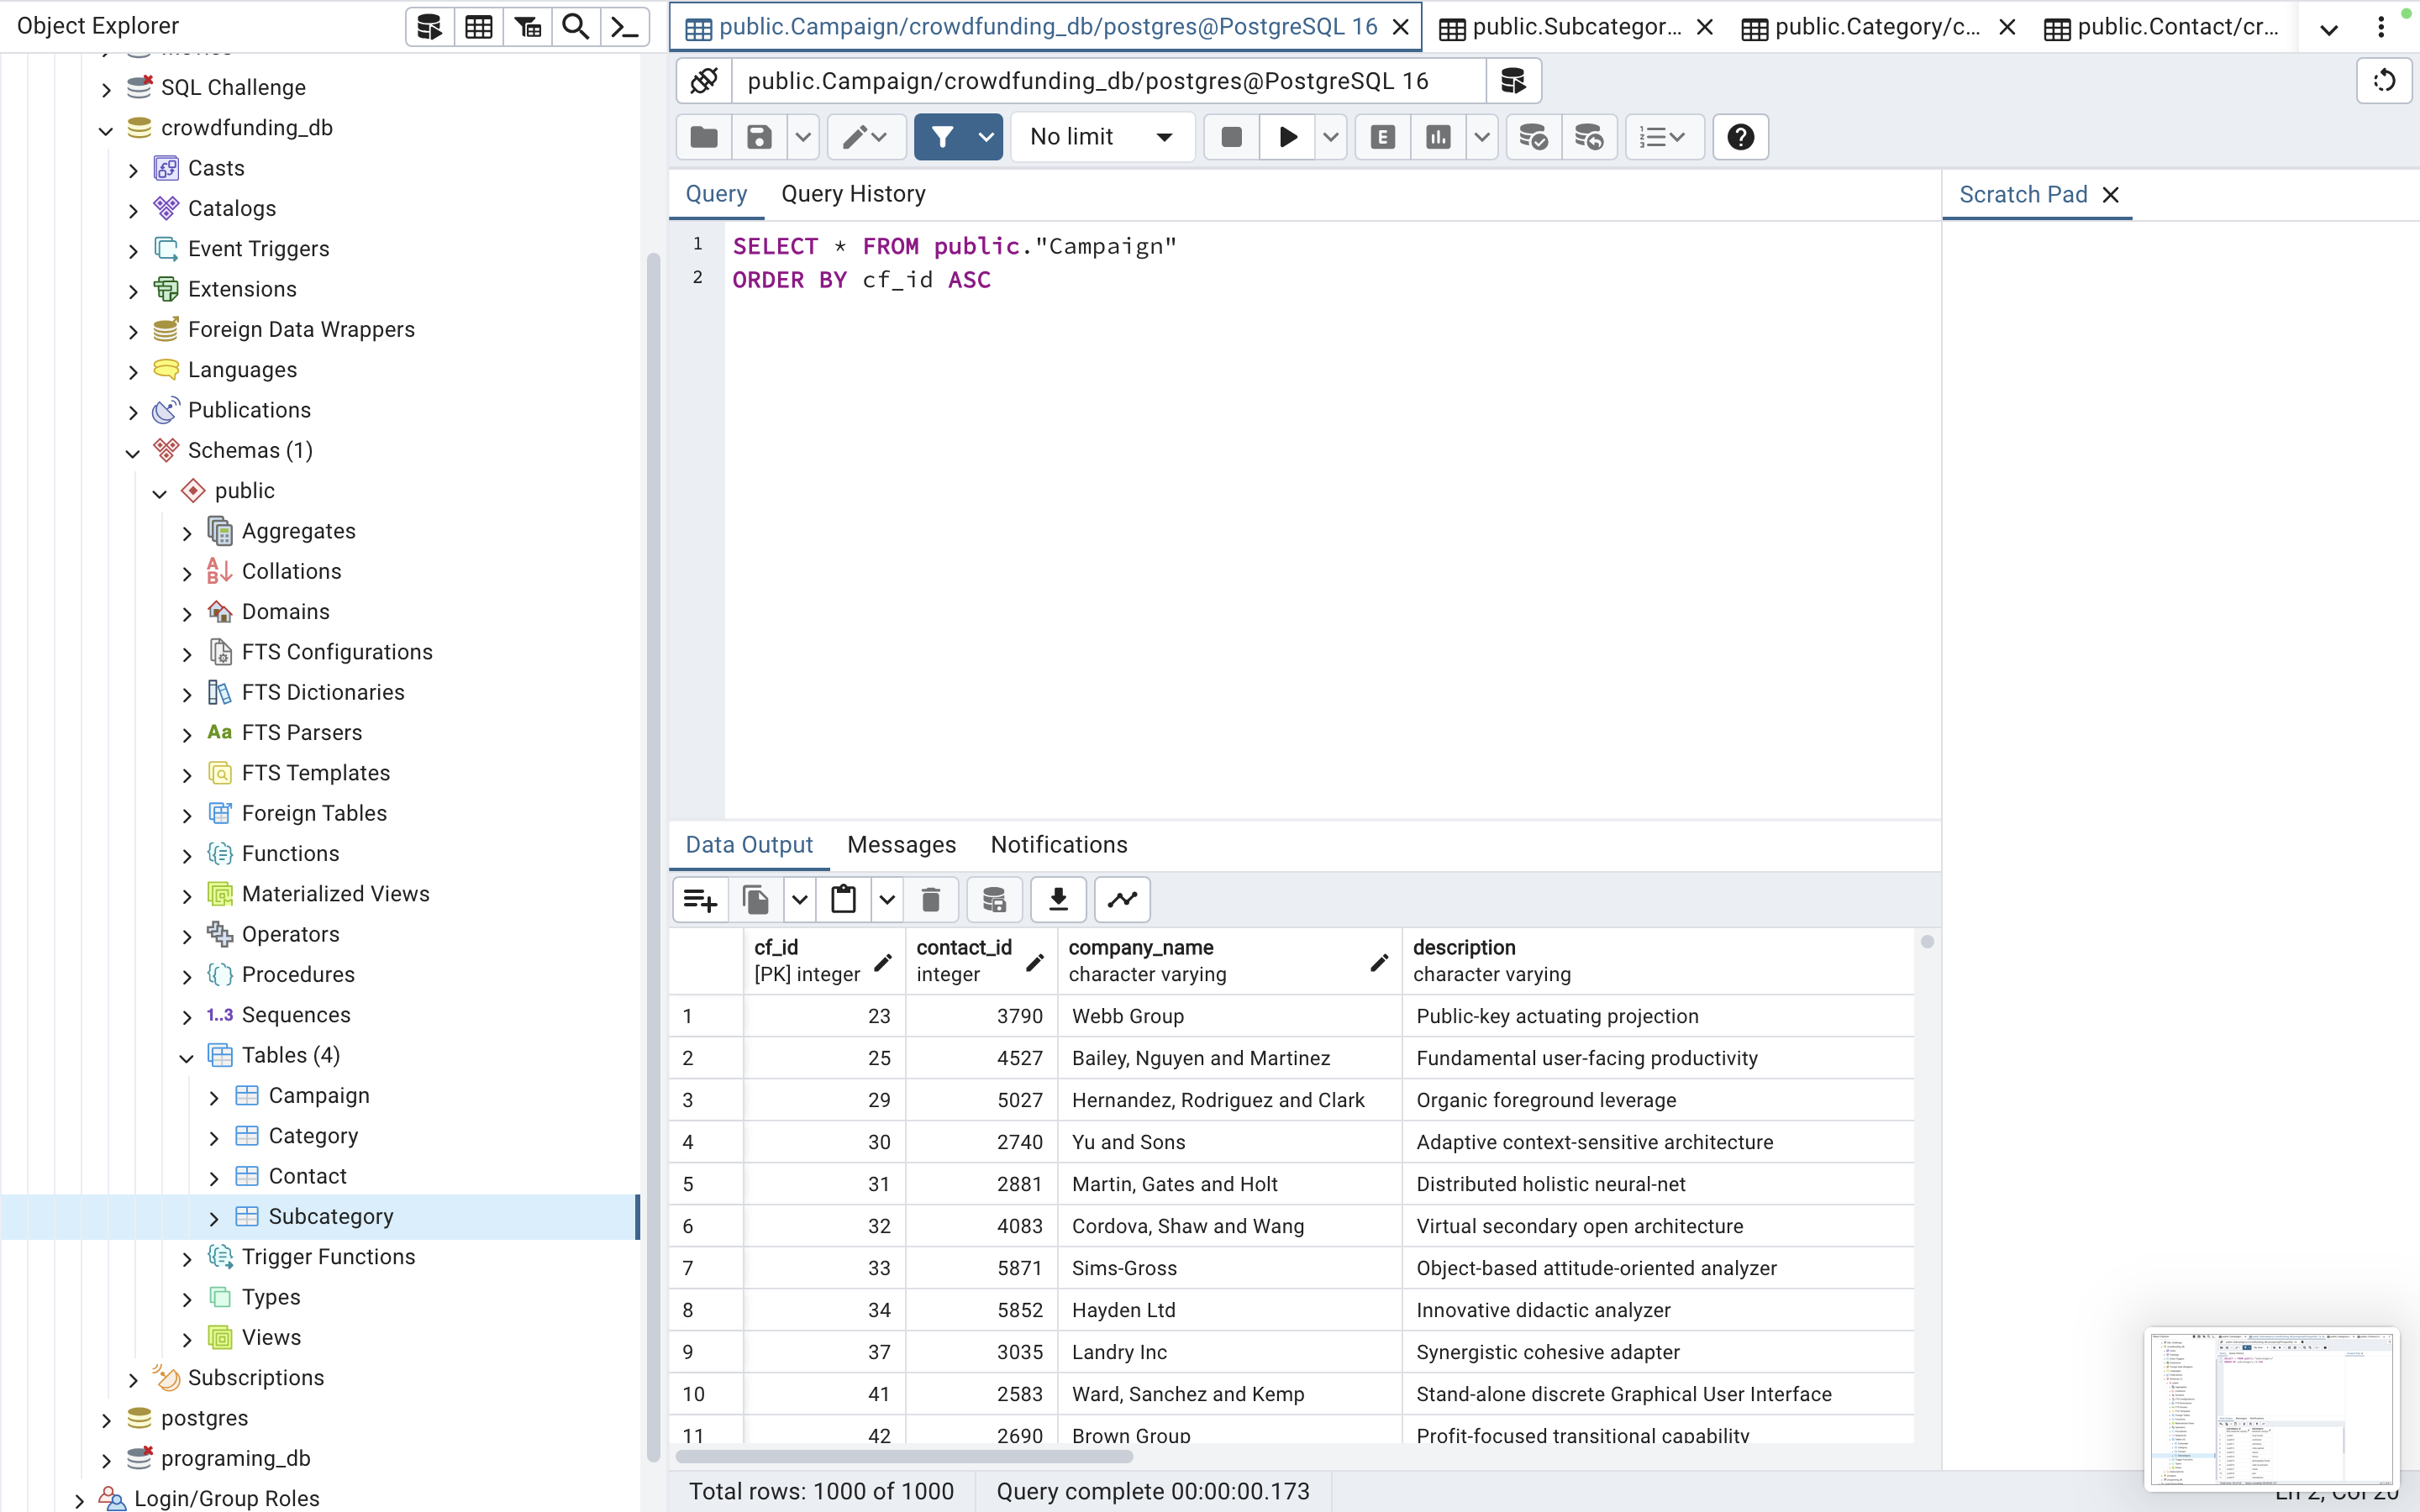 Object Explorer
SQL Challenge
crowdfunding_db
Casts
Catalogs
Event Triggers
Extensions
Foreign Data Wrappers
Languages
Publications
Schemas (1)
public
Aggregates
Collations
Domains
FTS Configurations
FTS Dictionaries
Aa FTS Parsers
FTS Templates
Foreign Tables
Functions
Materialized Views
Operators
Procedures
1..3 Sequences
Tables (4)
Campaign
Category
Contact
Subcategory
Trigger Functions
Types
Views
Subscriptions
postgres
programing_db
Login/Group Roles
public.Campaign/crowdfunding_db/postgres@PostgreSQL 16
public.Subcategor...
public.Category/c...
public.Contact/cr...
public.Campaign/crowdfunding_db/postgres@PostgreSQL 16
No limit
E
Query Query History
Scratch Pad
1 SELECT * FROM public."Campaign"
2 ORDER BY cf_id ASC
Data Output Messages Notifications
cf_id contact_id company_name description
[PK] integer integer character varying character varying
1 23 3790 Webb Group Public-key actuating projection
2 25 4527 Bailey, Nguyen and Martinez Fundamental user-facing productivity
3 29 5027 Hernandez, Rodriguez and Clark Organic foreground leverage
4 30 2740 Yu and Sons Adaptive context-sensitive architecture
5 31 2881 Martin, Gates and Holt Distributed holistic neural-net
6 32 4083 Cordova, Shaw and Wang Virtual secondary open architecture
7 33 5871 Sims-Gross Object-based attitude-oriented analyzer
8 34 5852 Hayden Ltd Innovative didactic analyzer
9 37 3035 Landry Inc Synergistic cohesive adapter
10 41 2583 Ward, Sanchez and Kemp Stand-alone discrete Graphical User Interface
11 42 2690 Brown Group Profit-focused transitional capability
Total rows: 1000 of 1000 Query complete 00:00:00.173
Ln 2, Col 20